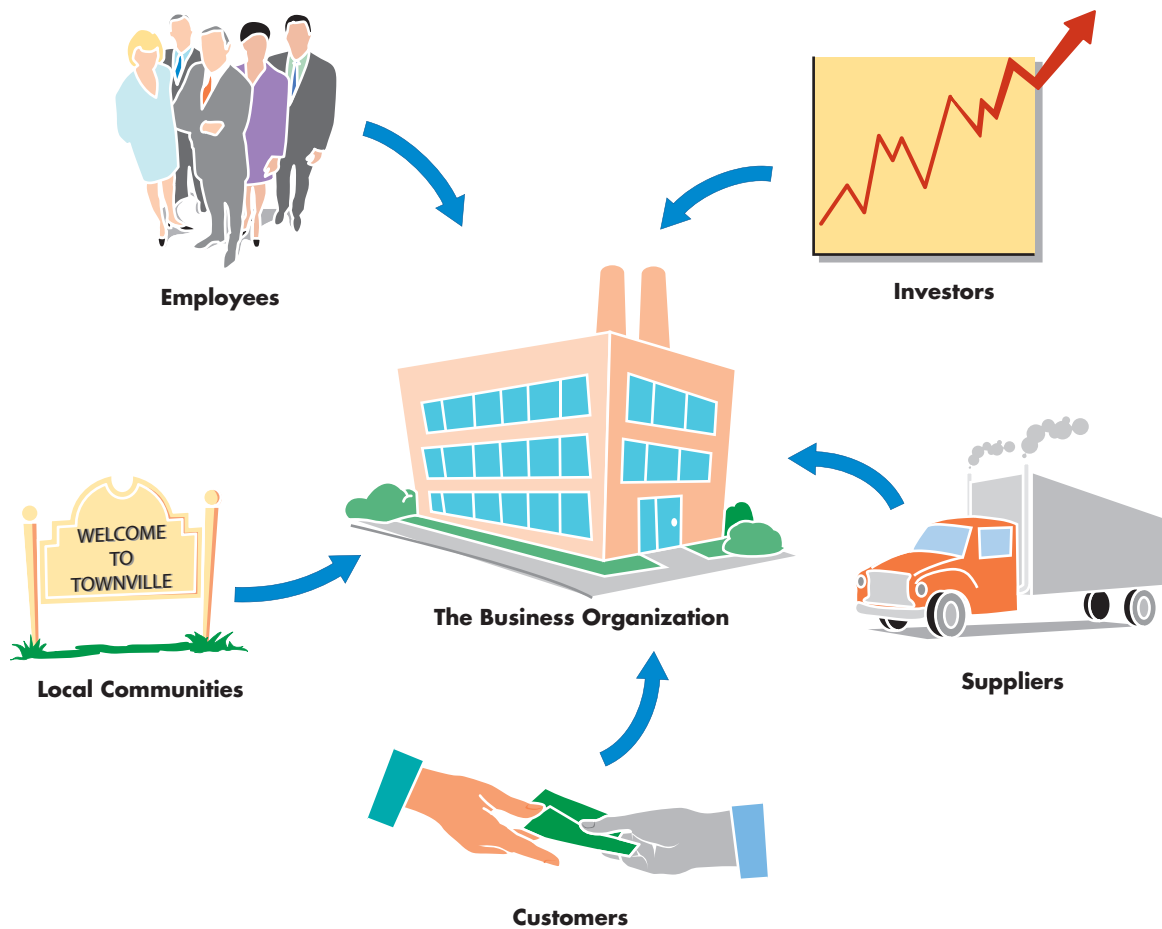 Employees
Investors
WELCOME
TO
TOWNVILLE
The Business Organization
Local Communities
Suppliers
Customers